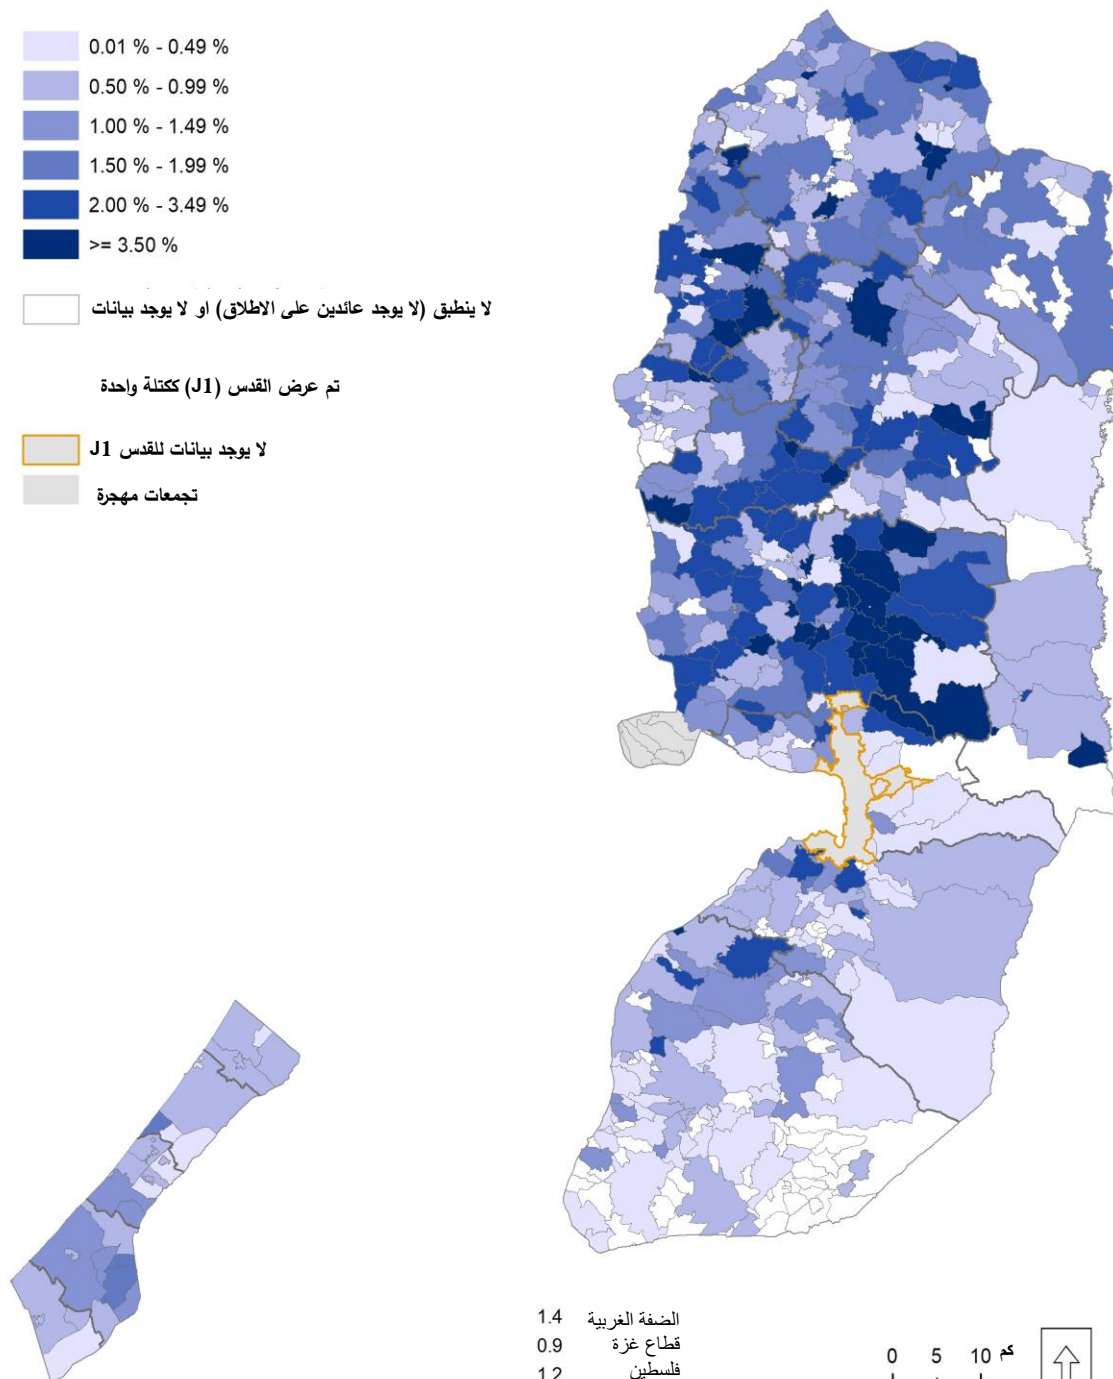 0.01 % - 0.49 %
0.50 % - 0.99 %
1.00 % - 1.49 %
1.50 % - 1.99 %
2.00 % - 3.49 %
>= 3.50 %
لا ينطبق (لا يوجد عائدين على الاطلاق) او لا يوجد بيانات
تم عرض القدس (J1) ككتلة واحدة
لا يوجد بيانات للقدس J1
تجمعات مهجرة
الضفة الغربية 1.4
قطاع غزة 0.9
فلسطين 1.2
0 5 10 كم